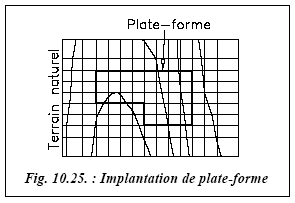 Plate-forme
Terrain naturel
Fig. 10.25. : Implantation de plate-forme